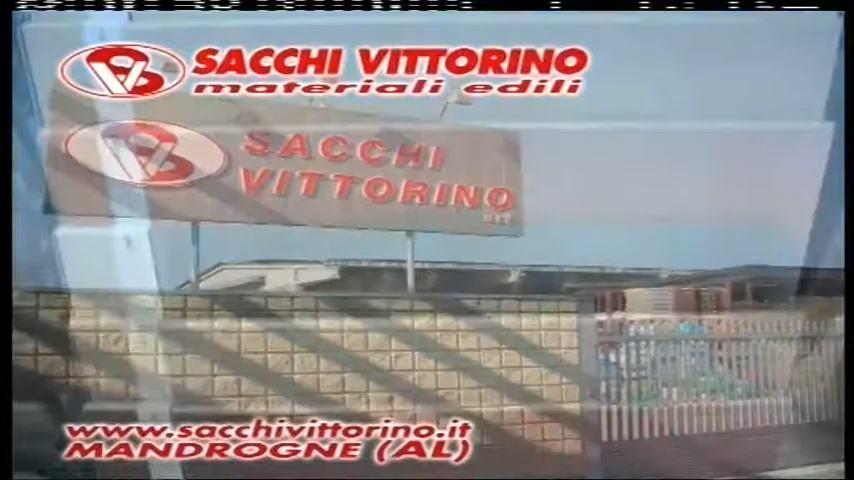 SACCHI VITTORINO
materiali edili
SACCHI
VITTORINO
www.sacchivittorino.it
MANDROGNE (AL)